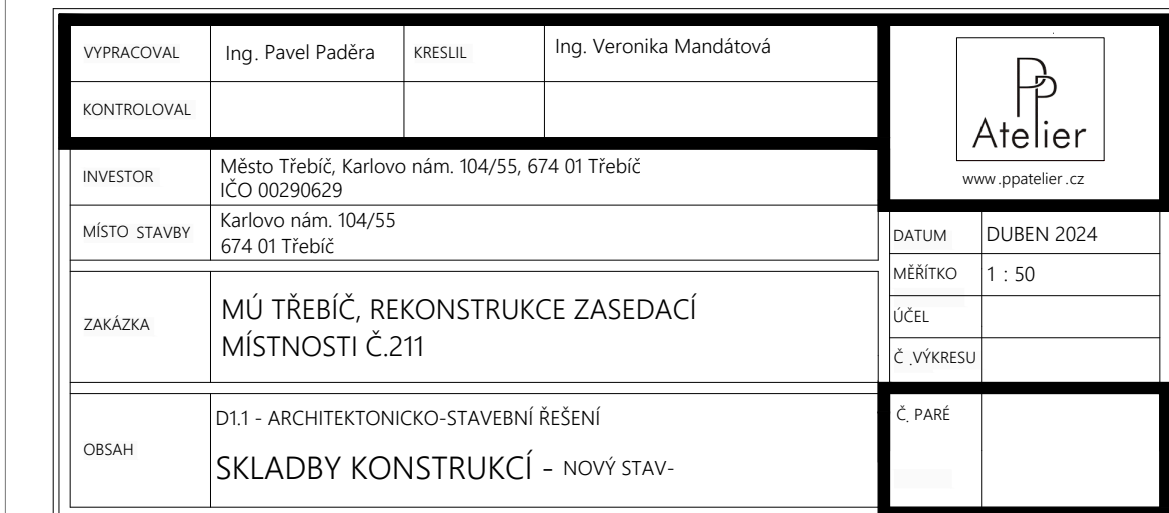 VYPRACOVAL Ing. Pavel Paděra KRESLIL Ing. Veronika Mandátová
KONTROLOVAL
PP
Atelier
www.ppatelier.cz
INVESTOR Město Třebíč, Karlovo nám. 104/55, 674 01 Třebíč
IČO 00290629
MÍSTO STAVBY Karlovo nám. 104/55
674 01 Třebíč
DATUM DUBEN 2024
MĚŘÍTKO 1 : 50
ÚČEL
Č.VÝKRESU
ZAKÁZKA MÚ TŘEBÍČ, REKONSTRUKCE ZASEDACÍ
MÍSTNOSTI Č.211
OBSAH D1.1 - ARCHITEKTONICKO-STAVEBNÍ ŘEŠENÍ
SKLADBY KONSTRUKCÍ - NOVÝ STAV-
Č. PARÉ